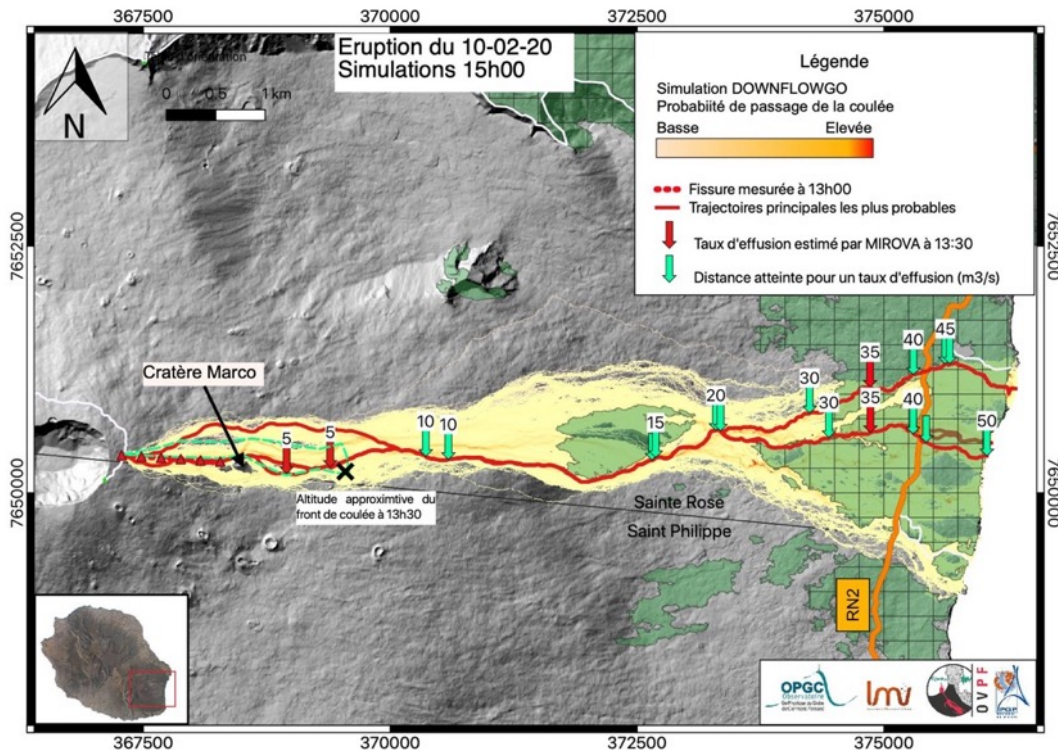 367500
370000
372500
375000
Eruption du 10-02-20
Simulations 15h00
0 0.5 1 km
N
Légende
Simulation DOWNFLOWGO
Probabiité de passage de la coulée
Basse Elevée
Fissure mesurée à 13h00
Trajectoires principales les plus probables
Taux d'effusion estimé par MIROVA à 13:30
Distance atteinte pour un taux d'effusion (m3/s)
7652500
7652500
45
40
35
30
Cratère Marco
20
35
40
30
5
5
10
10
15
50
7650000
7650000
Altitude approximtive du
front de coulée à 13h30
Sainte Rose
Saint Philippe
RN2
OPGC
Observatoire
lmv
OVPF
IPGP
367500
370000
372500
375000